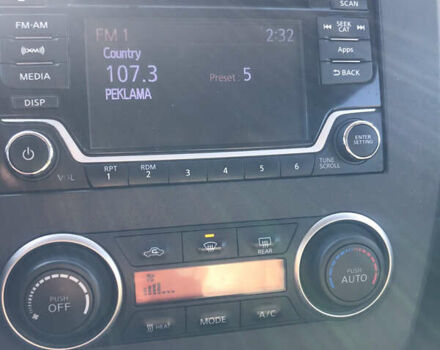 SCAN
FM·AM
((XM))
MEDIA
DISP
FM 1
2:32
Country
107.3
Preset : 5
PEKLAMA
SEEK
CAT
Apps
BACK
ENTER
SETTING
TUNE
SCROLL
VOL
RPT
1
RDM
2
3
4
5
6
REAR
PUSH
OFF
PUSH
AUTO
HEAT
MODE
A/C